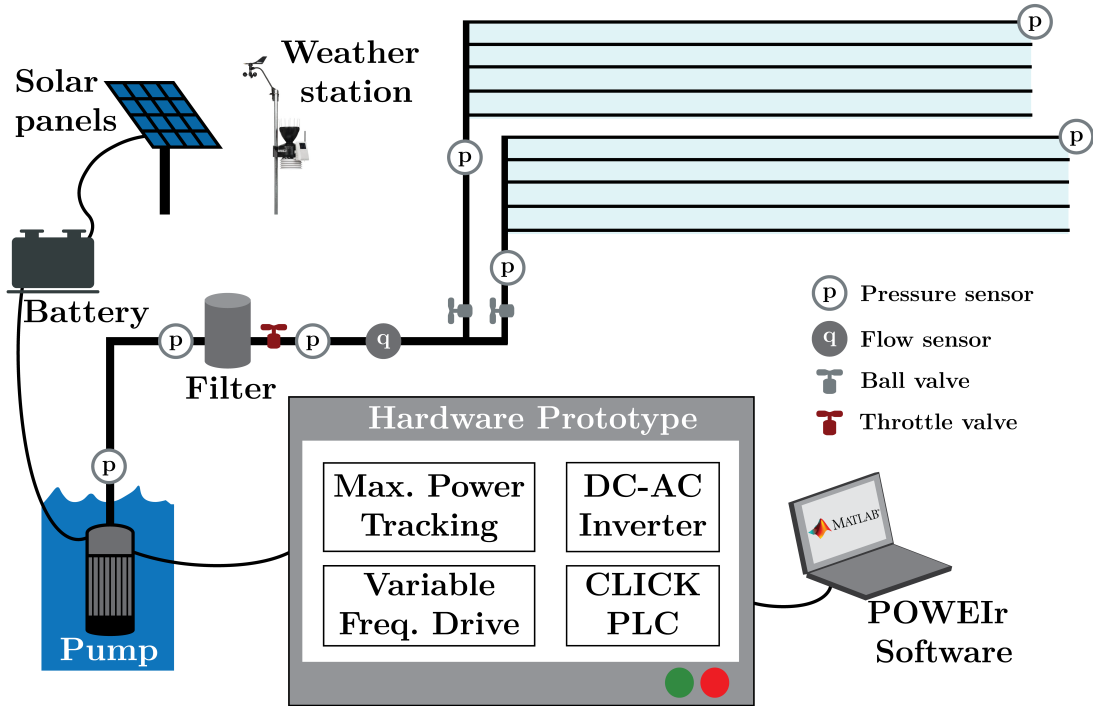 Solar
panels
Weather
station
p
p
p
p
p
p
q
p
Battery
Filter
p
Pressure sensor
q
Flow sensor
Ball valve
Throttle valve
p
Pump
Hardware Prototype
Max. Power
Tracking
DC-AC
Inverter
Variable
Freq. Drive
CLICK
PLC
MATLAB
POWEIr
Software